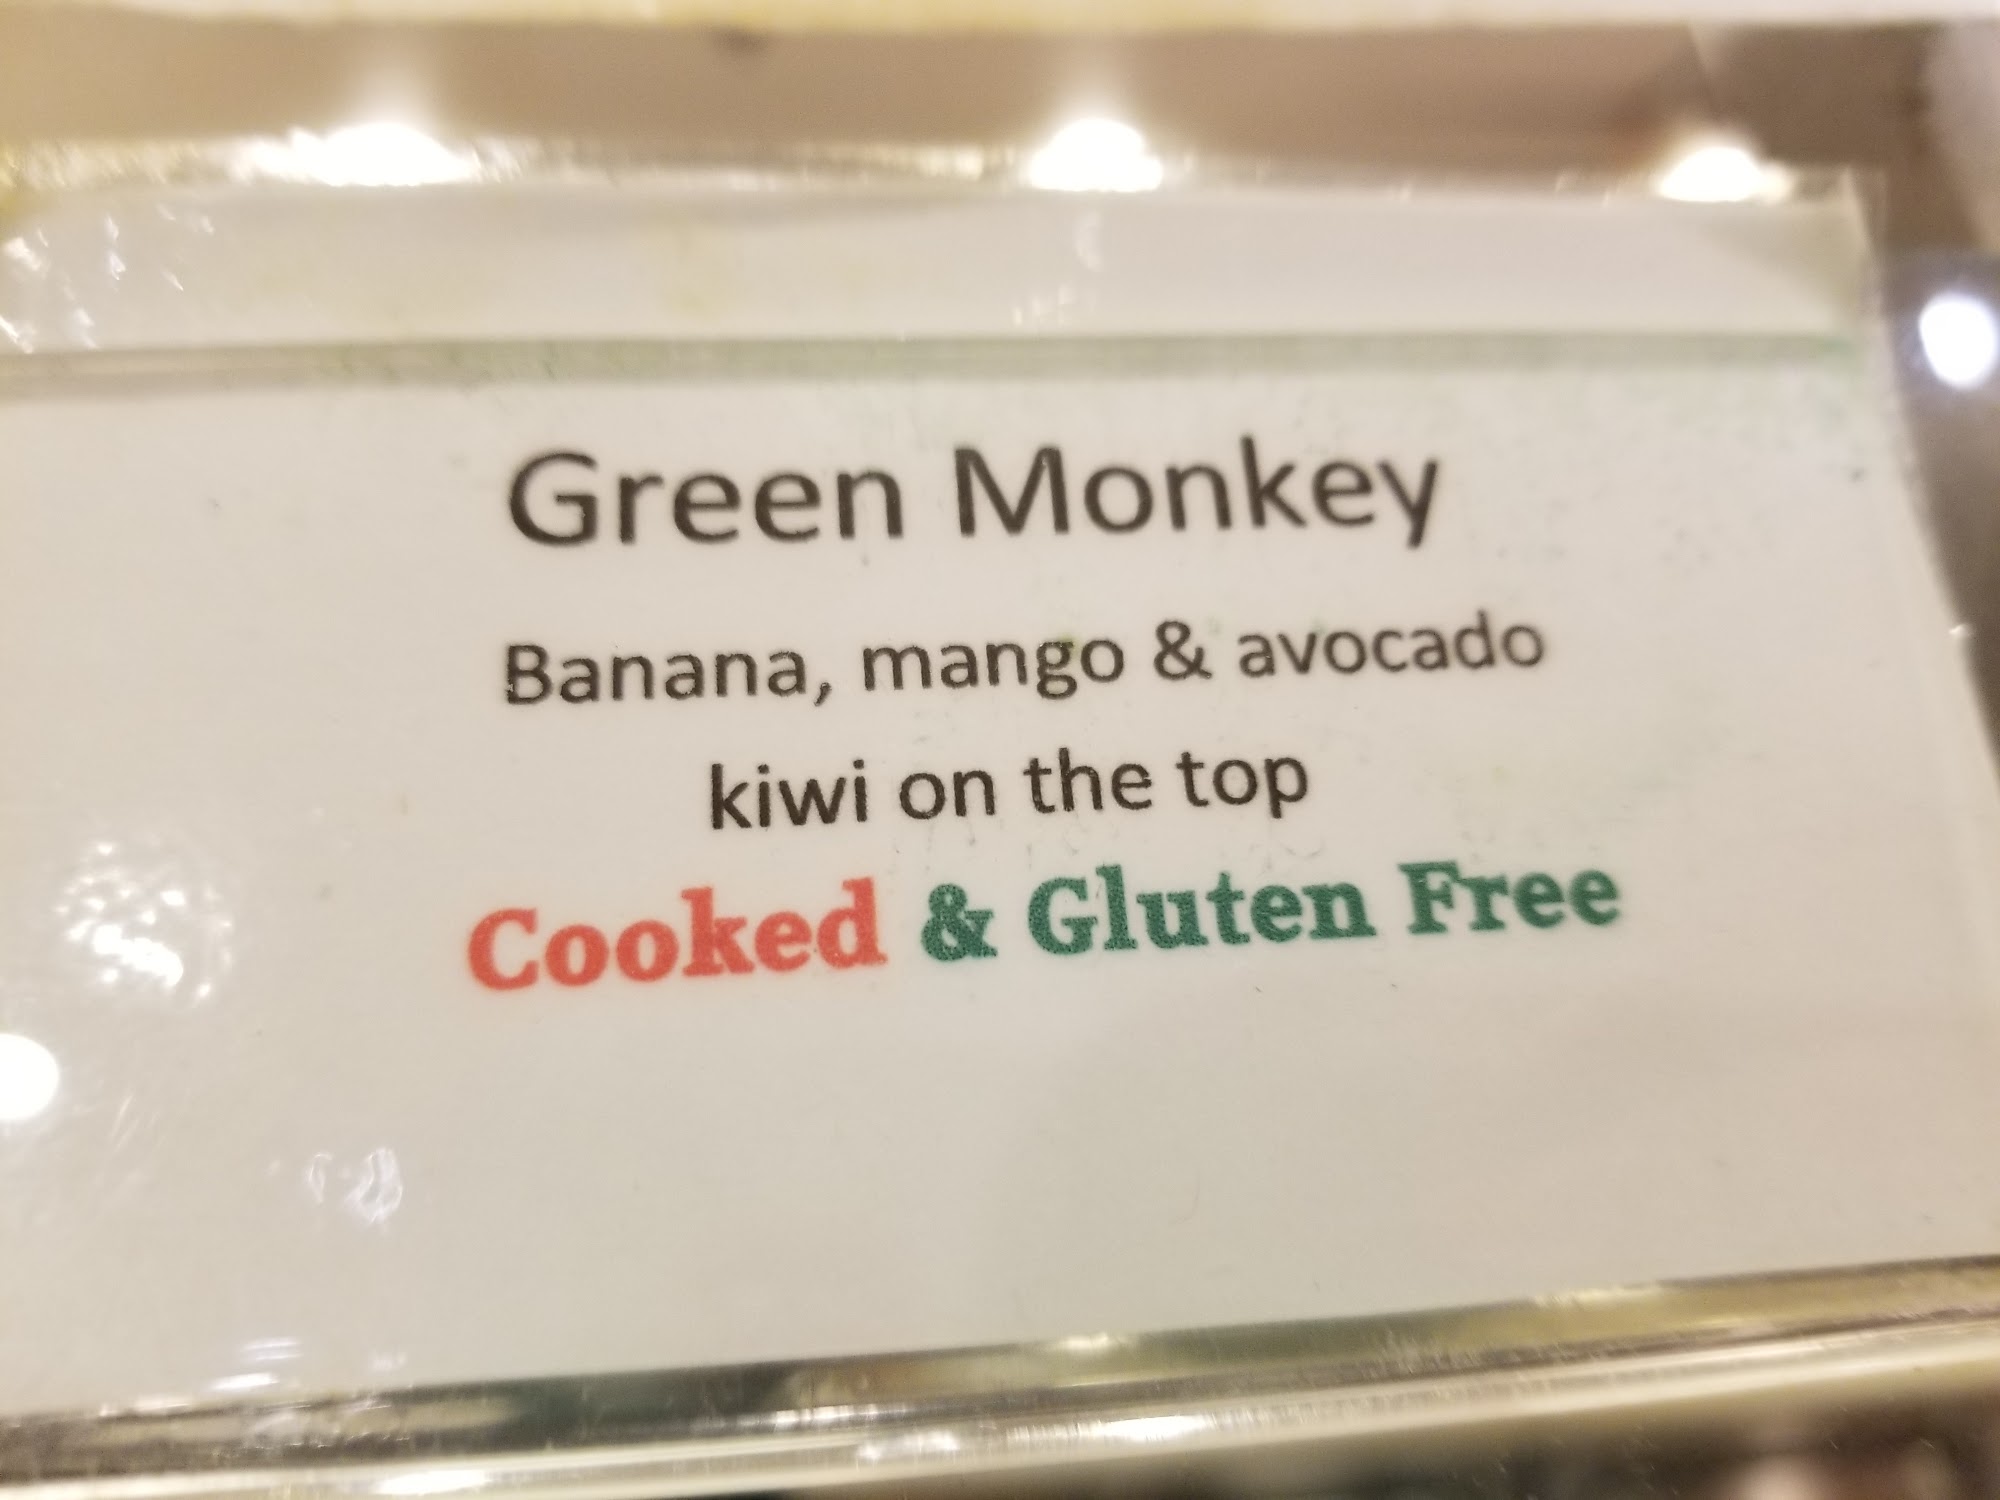 Green Monkey
Banana, mango & avocado
kiwi on the top
Cooked & Gluten Free